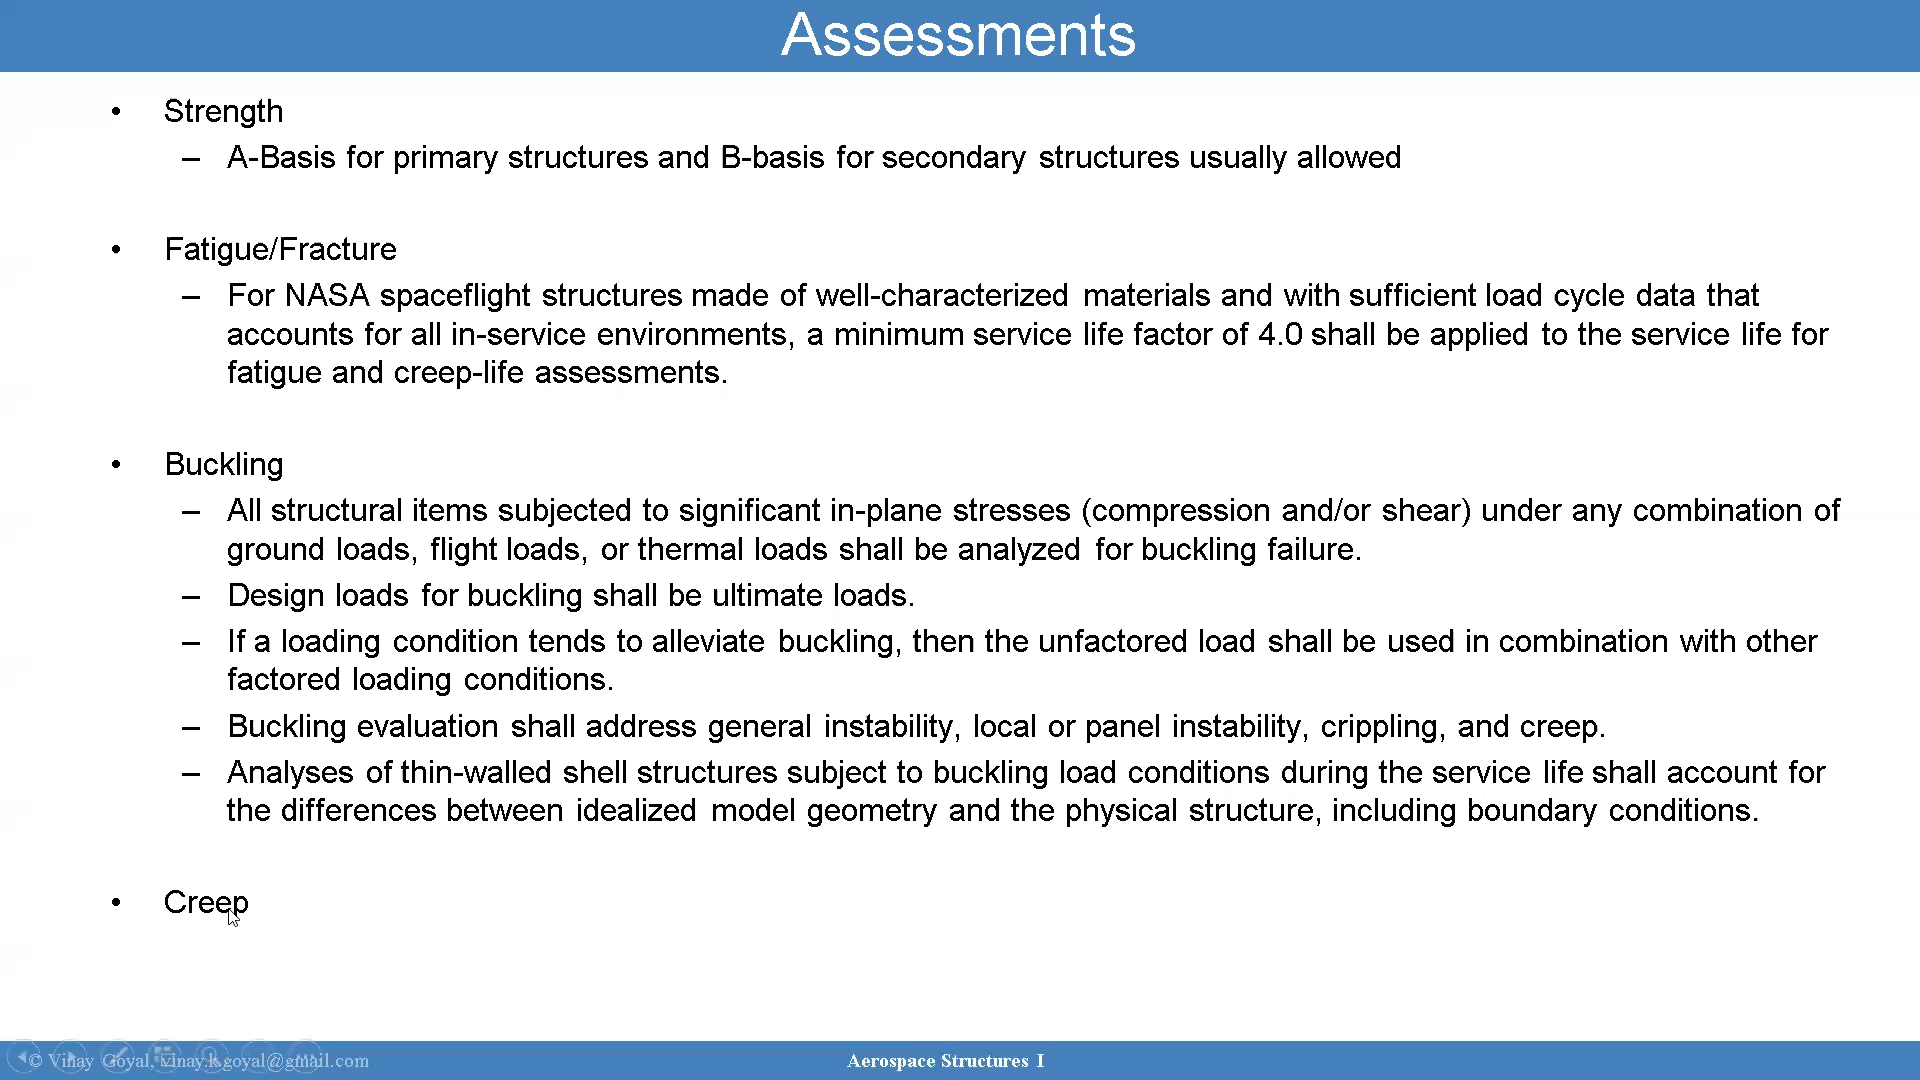 Assessments
• Strength
– A-Basis for primary structures and B-basis for secondary structures usually allowed
• Fatigue/Fracture
– For NASA spaceflight structures made of well-characterized materials and with sufficient load cycle data that
accounts for all in-service environments, a minimum service life factor of 4.0 shall be applied to the service life for
fatigue and creep-life assessments.
• Buckling
– All structural items subjected to significant in-plane stresses (compression and/or shear) under any combination of
ground loads, flight loads, or thermal loads shall be analyzed for buckling failure.
– Design loads for buckling shall be ultimate loads.
– If a loading condition tends to alleviate buckling, then the unfactored load shall be used in combination with other
factored loading conditions.
– Buckling evaluation shall address general instability, local or panel instability, crippling, and creep.
– Analyses of thin-walled shell structures subject to buckling load conditions during the service life shall account for
the differences between idealized model geometry and the physical structure, including boundary conditions.
• Creep
© Vinay Goyal, vinay.k.goyal@gmail.com
Aerospace Structures I